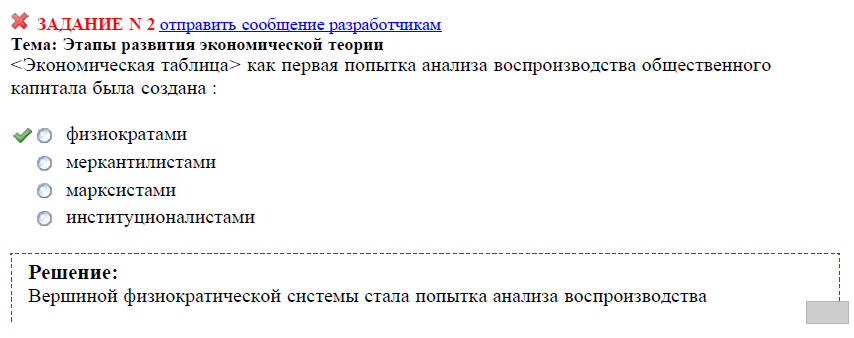 ЗАДАНИЕ N 2 отправить сообщение разработчикам
Тема: Этапы развития экономической теории
<Экономическая таблица> как первая попытка анализа воспроизводства общественного
капитала была создана :
физиократами
меркантилистами
марксистами
институционалистами
Решение:
Вершиной физиократической системы стала попытка анализа воспроизводства